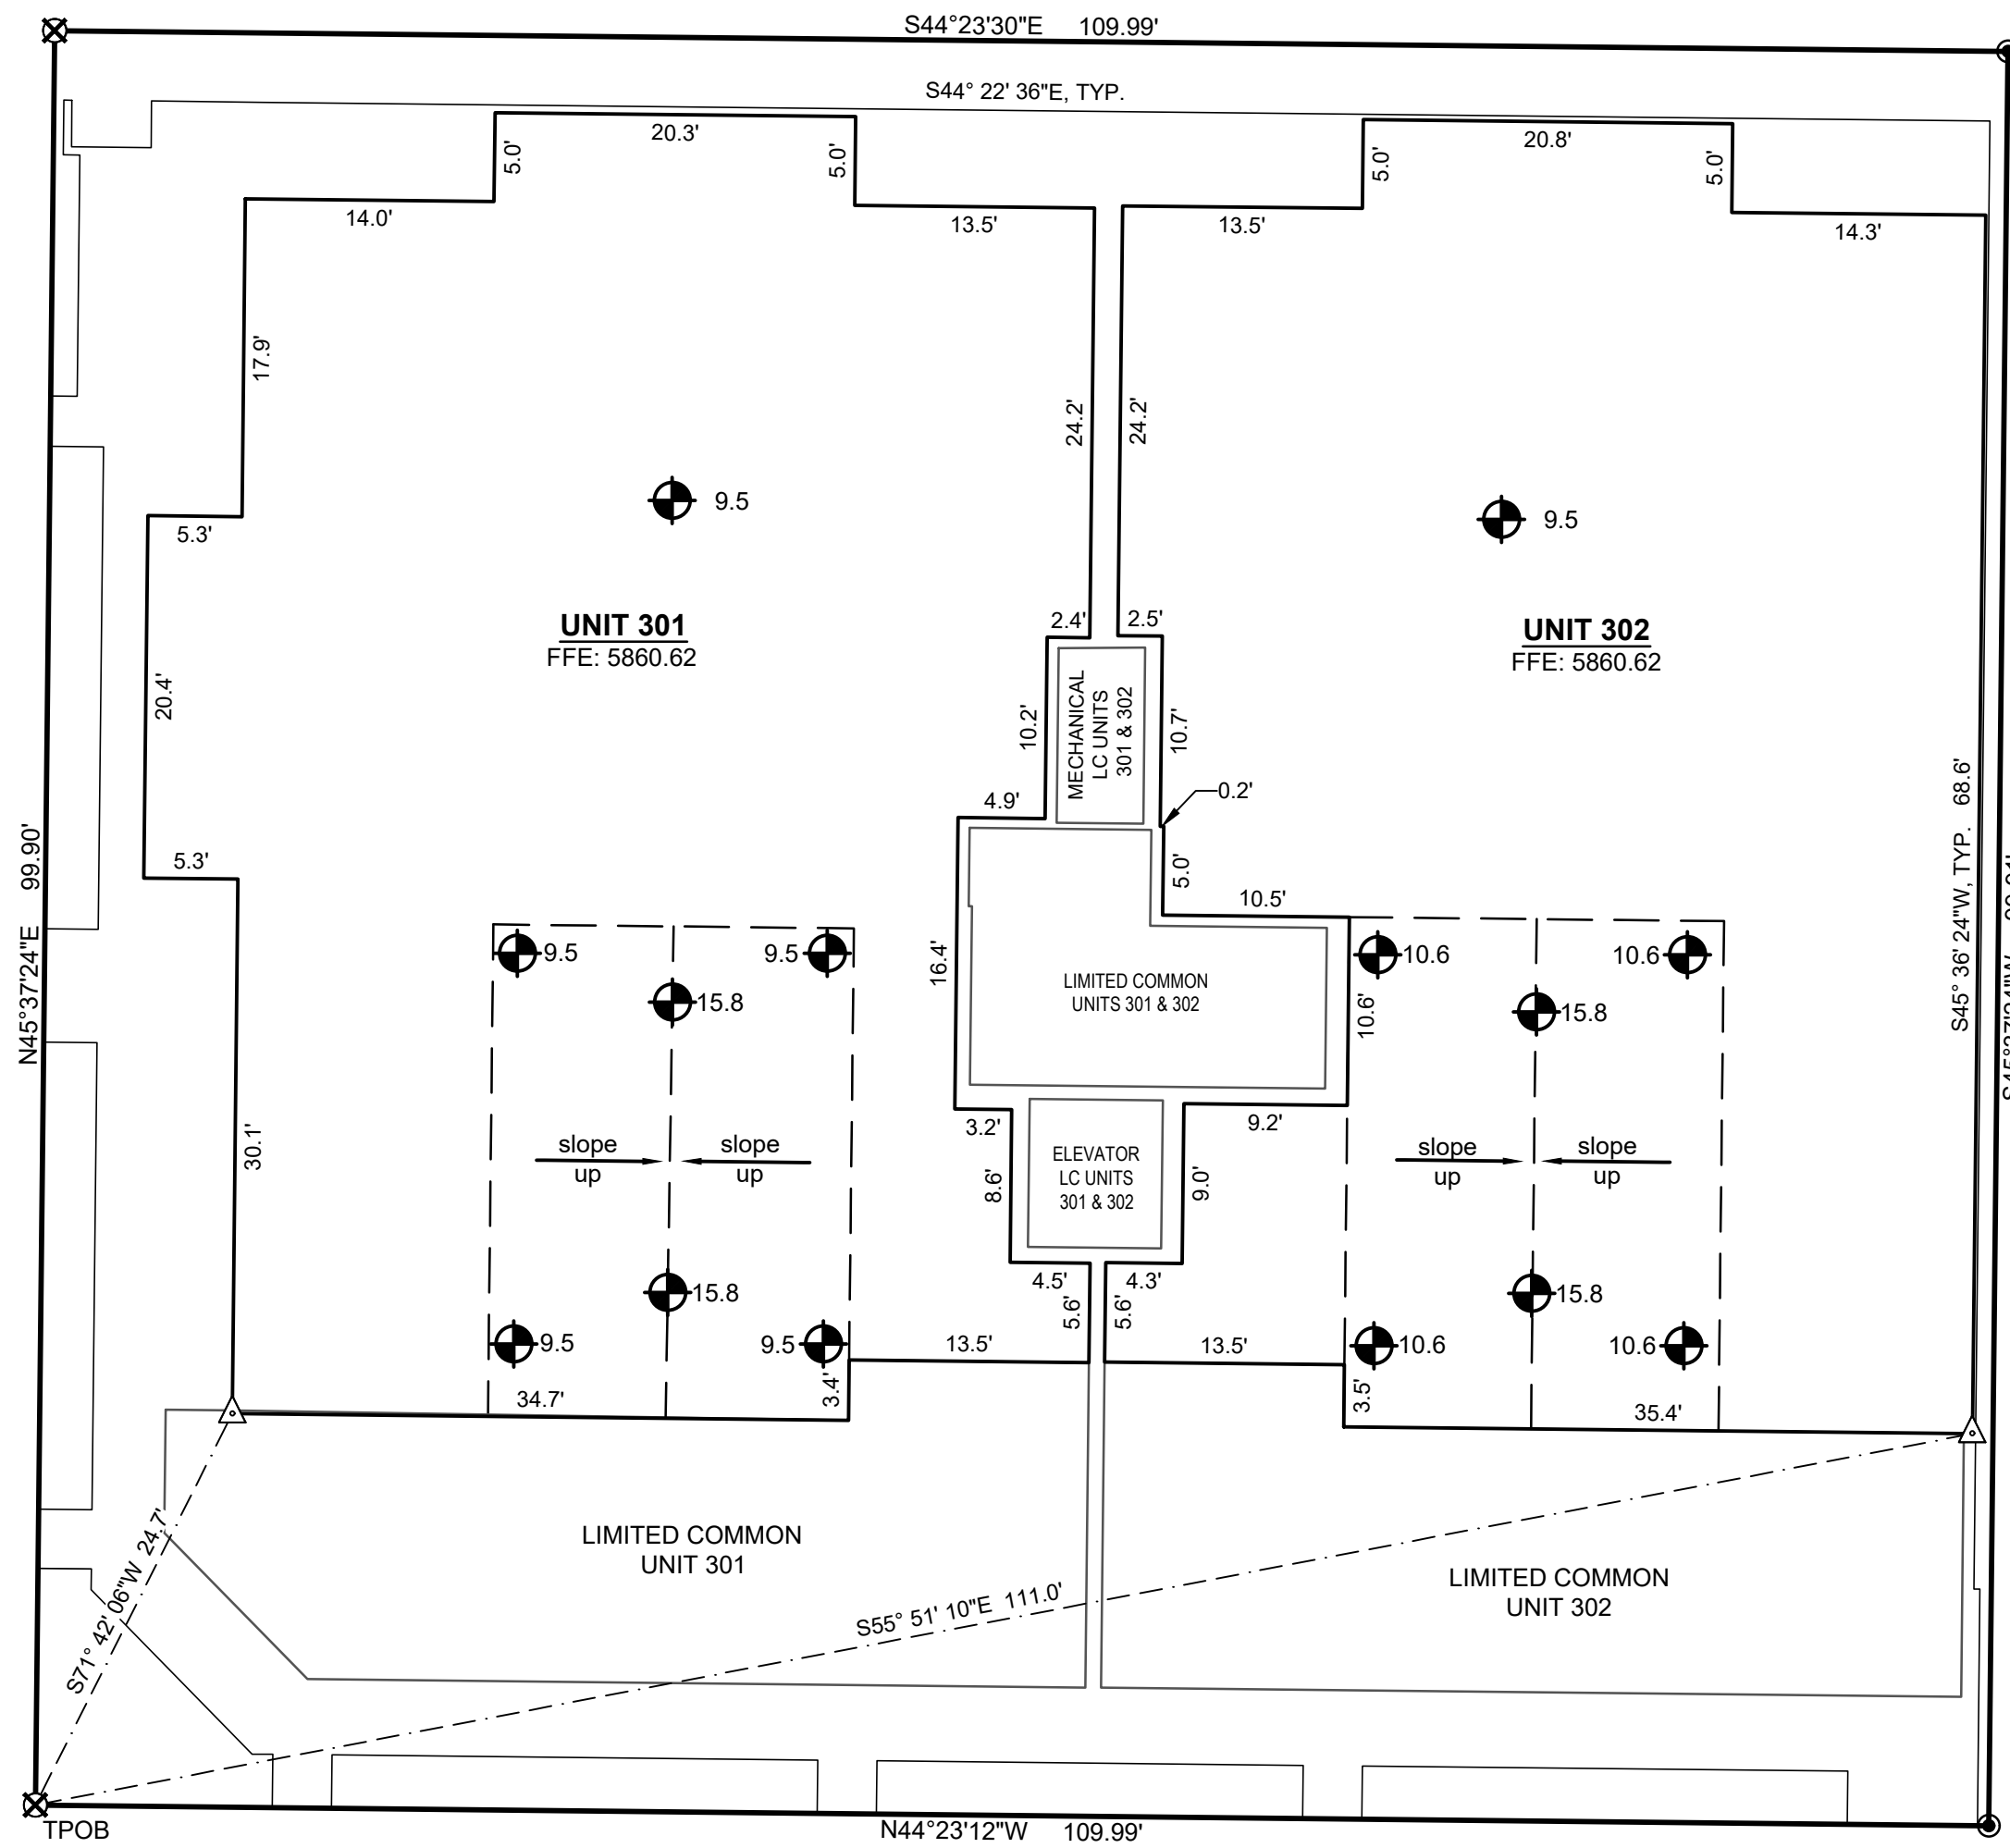 S44°23'30"E 109.99'
S44° 22' 36"E, TYP.
20.3'
5.0'
5.0'
14.0'
13.5'
20.8'
5.0'
5.0'
13.5'
14.3'
17.9'
24.2'
24.2'
5.3'
9.5
9.5
UNIT 301
FFE: 5860.62
UNIT 302
FFE: 5860.62
2.4'
2.5'
20.4'
10.2'
MECHANICAL
LC UNITS
301 & 302
10.7'
0.2'
4.9'
5.3'
5.0'
10.5'
N45°37'24"E 99.90'
S45° 36' 24"W, TYP. 68.6'
9.5
9.5
15.8
16.4'
LIMITED COMMON
UNITS 301 & 302
10.6'
10.6
10.6
15.8
30.1'
slope
up
slope
up
3.2'
9.2'
8.6'
ELEVATOR
LC UNITS
301 & 302
9.0'
slope
up
slope
up
4.5'
4.3'
5.6'
5.6'
15.8
15.8
9.5
9.5
13.5'
13.5'
10.6
10.6
34.7'
3.4'
3.5'
35.4'
LIMITED COMMON
UNIT 301
LIMITED COMMON
UNIT 302
S71° 42' 06"W 24.7'
S55° 51' 10"E 111.0'
TPOB
N44°23'12"W 109.99'